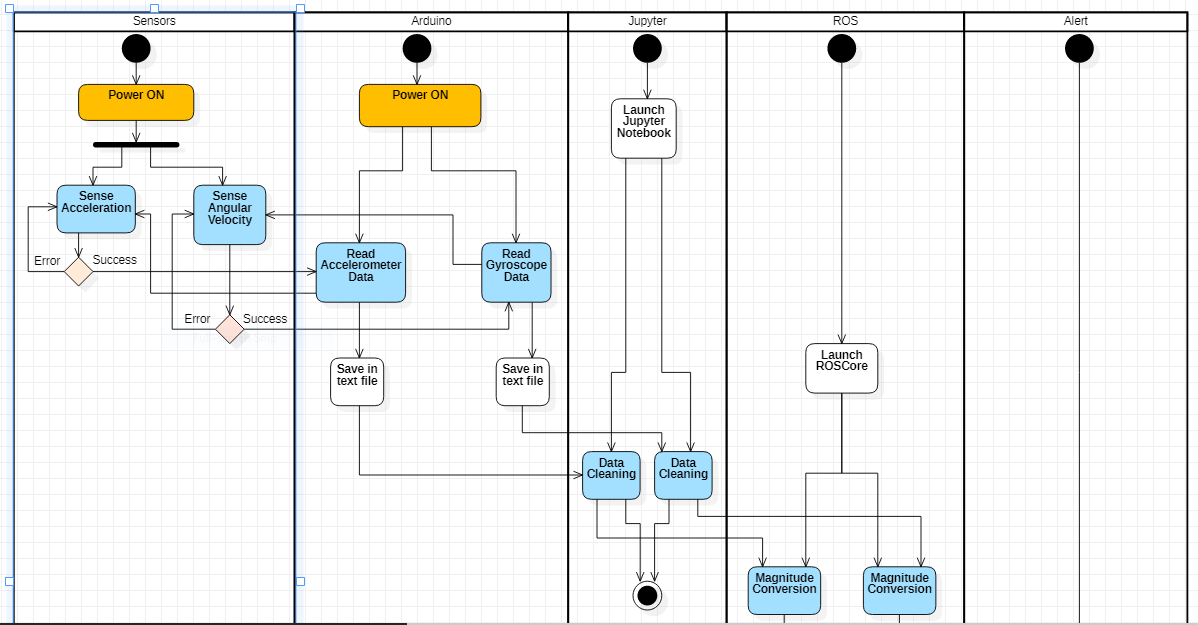 Sensors
Arduino
Jupyter
ROS
Alert
Power ON
Power ON
Launch
Jupyter
Notebook
Sense
Acceleration
Sense
Angular
Velocity
Error
Success
Read
Accelerometer
Data
Read
Gyroscope
Data
Error
Success
Save in
text file
Save in
text file
Launch
ROSCore
Data
Cleaning
Data
Cleaning
Magnitude
Conversion
Magnitude
Conversion